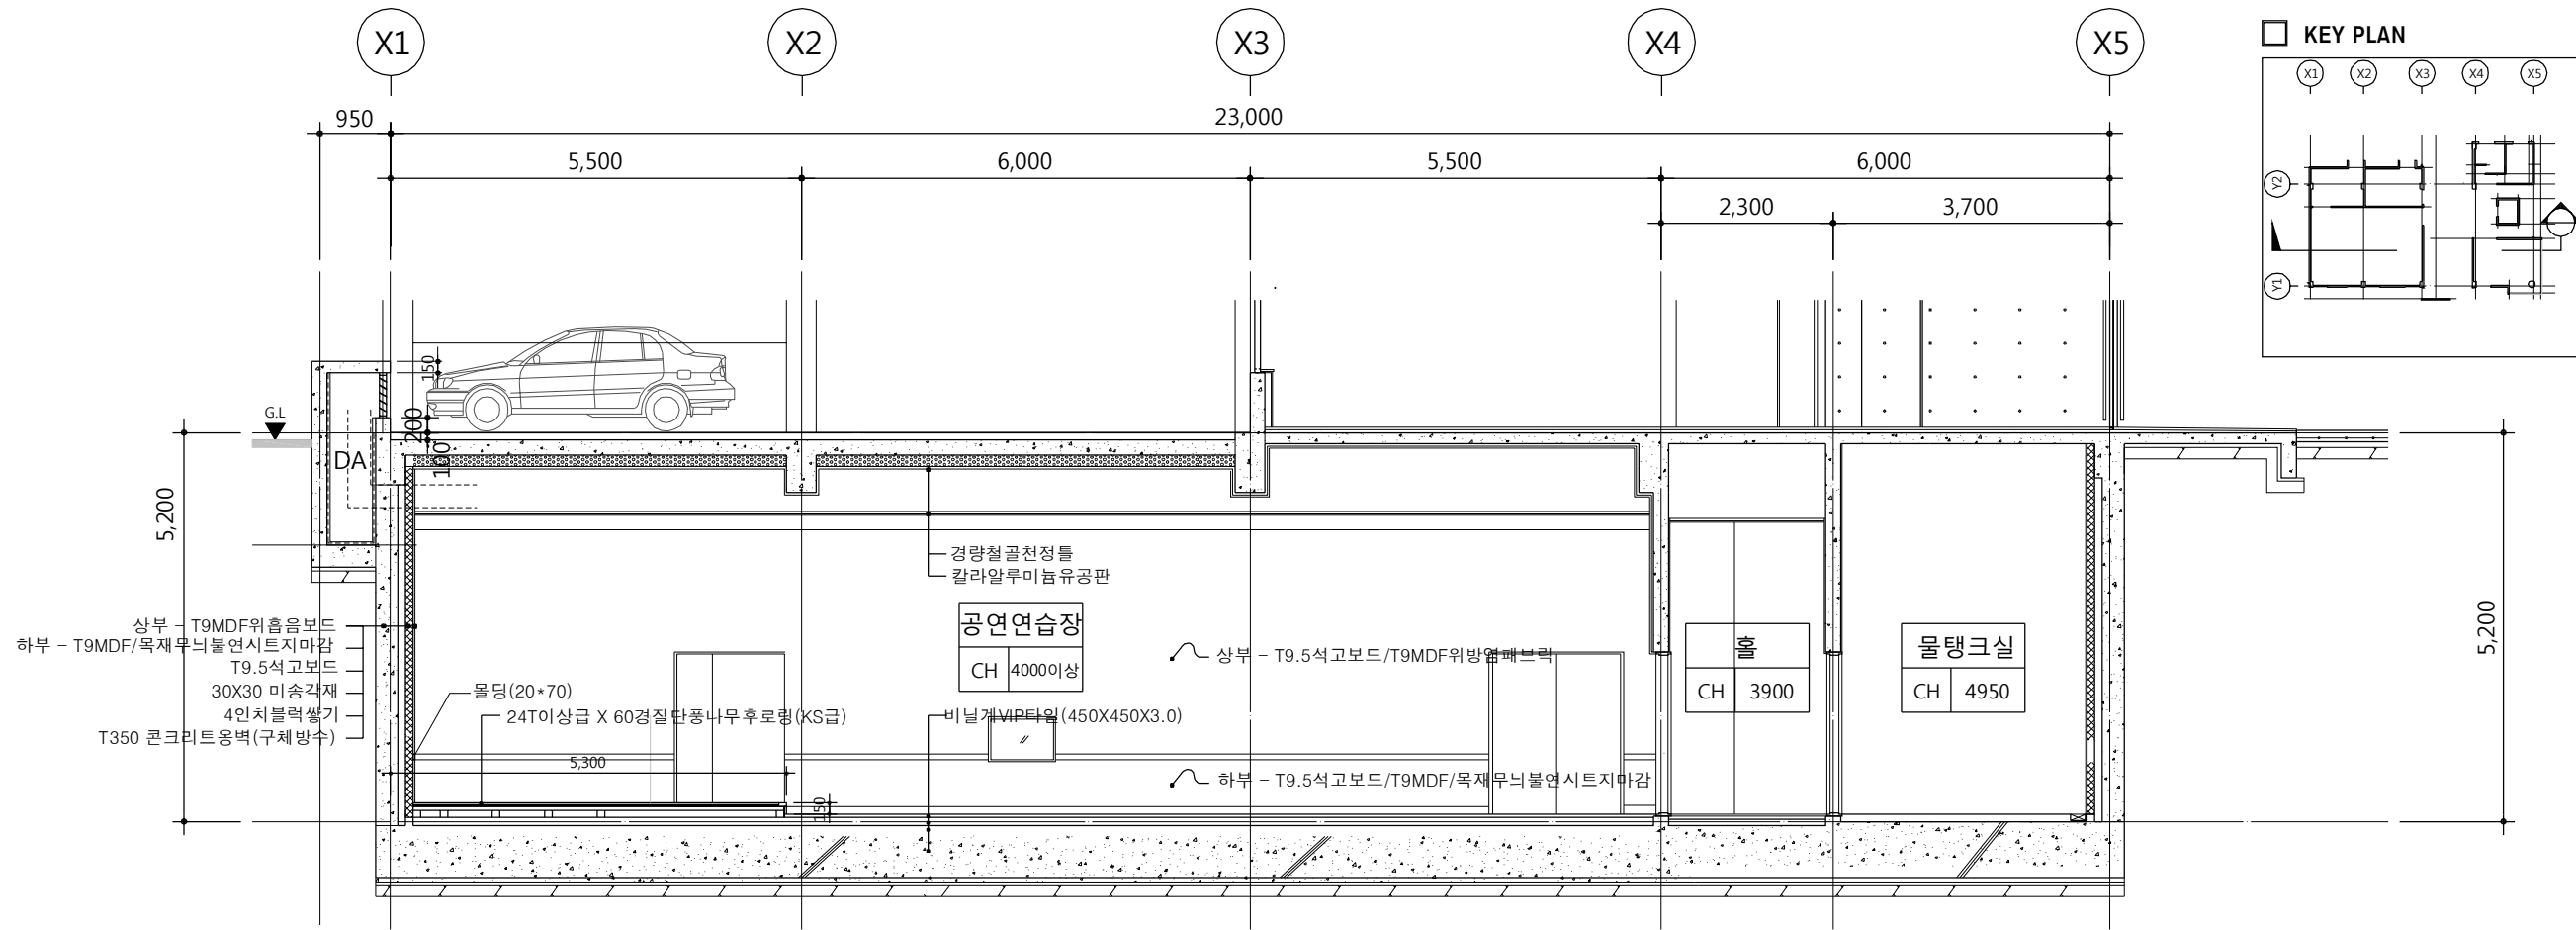 X1
X2
X3
X4
X5
KEY PLAN
X1
X2
X3
X4
X5
Y2
Y1
950
23,000
5,500
6,000
5,500
6,000
2,300
3,700
150
G.L
200
100
DA
5,200
5,200
경량철골천정틀
칼라알루미늄유공판
공연연습장
CH 4000이상
홀
CH 3900
물탱크실
CH 4950
상부 – T9MDF위흡음보드
하부 – T9MDF/목재무늬불연시트지마감
T9.5석고보드
30X30 미송각재
4인치블럭쌓기
T350 콘크리트옹벽(구체방수)
상부 – T9.5석고보드/T9MDF위방염패브릭
몰딩(20*70)
24T이상급 X 60경질단풍나무후로링(KS급)
비닐계VIP타일(450X450X3.0)
5,300
150
하부 – T9.5석고보드/T9MDF/목재무늬불연시트지마감